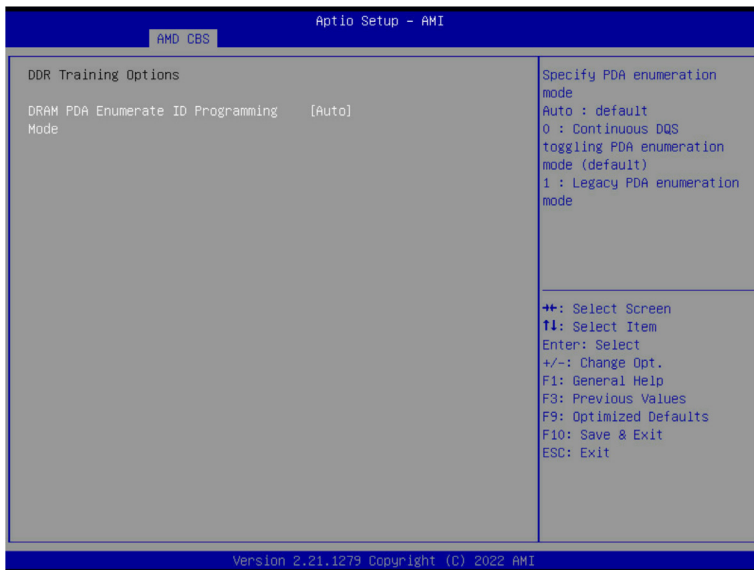 Aptio Setup – AMI
AMD CBS
DDR Training Options
DRAM PDA Enumerate ID Programming [Auto]
Mode
Specify PDA enumeration
mode
Auto : default
0 : Continuous DQS
toggling PDA enumeration
mode (default)
1 : Legacy PDA enumeration
mode
→←: Select Screen
↑↓: Select Item
Enter: Select
+/-: Change Opt.
F1: General Help
F3: Previous Values
F9: Optimized Defaults
F10: Save & Exit
ESC: Exit
Version 2.21.1279 Copyright (C) 2022 AMI